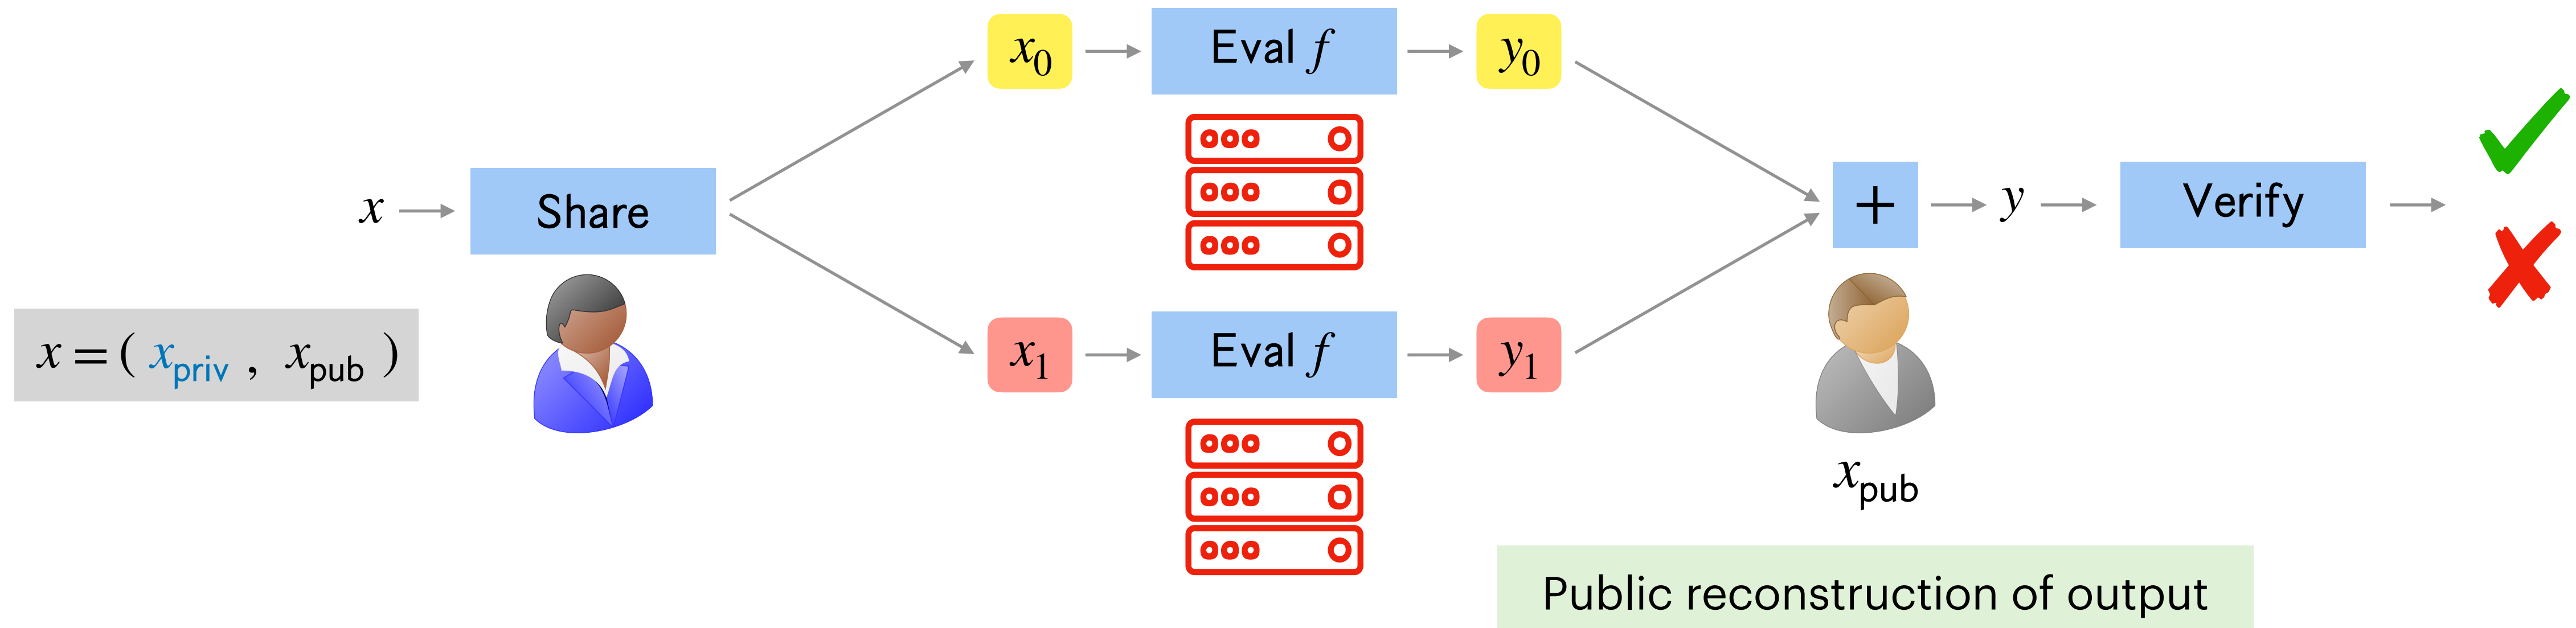 x₀
Eval f
y₀
x
Share
+
y
Verify
x = ( x_priv , x_pub )
x₁
Eval f
y₁
x_pub
Public reconstruction of output